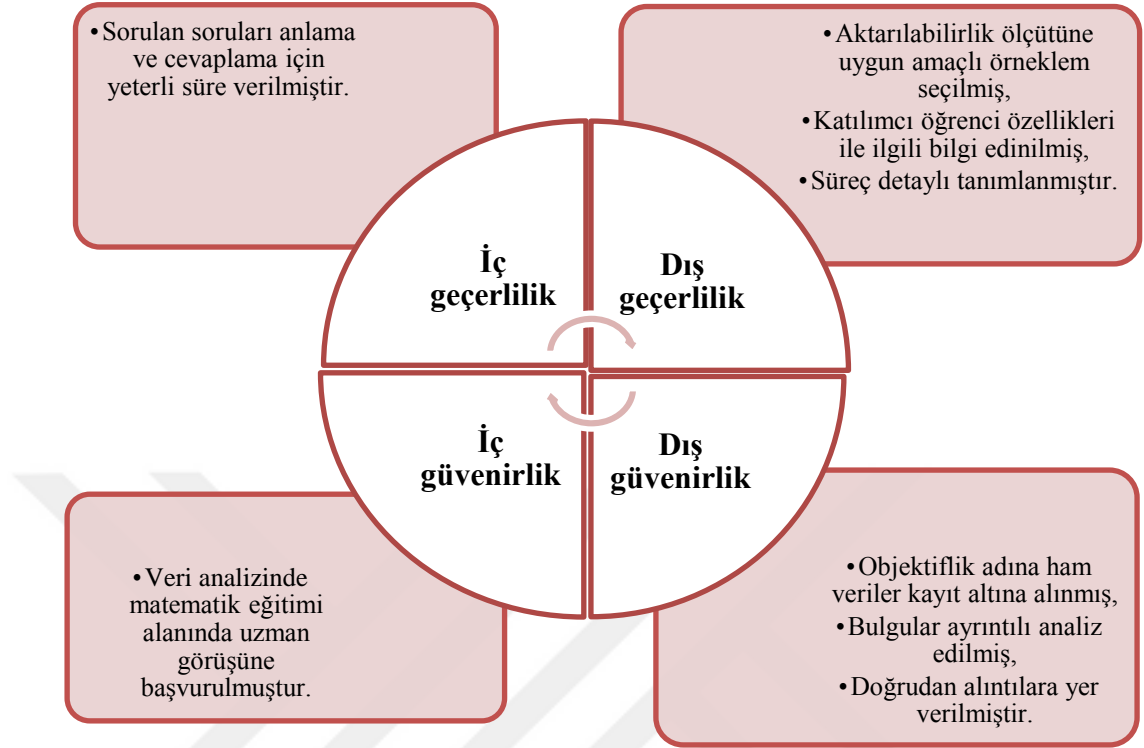 •Sorulan soruları anlama
ve cevaplama için
yeterli süre verilmiştir.
•Aktarılabilirlik ölçütüne
uygun amaçlı örneklem
seçilmiş,
•Katılımcı öğrenci özellikleri
ile ilgili bilgi edinilmiş,
•Süreç detaylı tanımlanmıştır.
İç
geçerlilik
Dış
geçerlilik
İç
güvenirlik
Dış
güvenirlik
•Veri analizinde
matematik eğitimi
alanında uzman
görüşüne
başvurulmuştur.
•Objektiflik adına ham
veriler kayıt altına alınmış,
•Bulgular ayrıntılı analiz
edilmiş,
•Doğrudan alıntılara yer
verilmiştir.